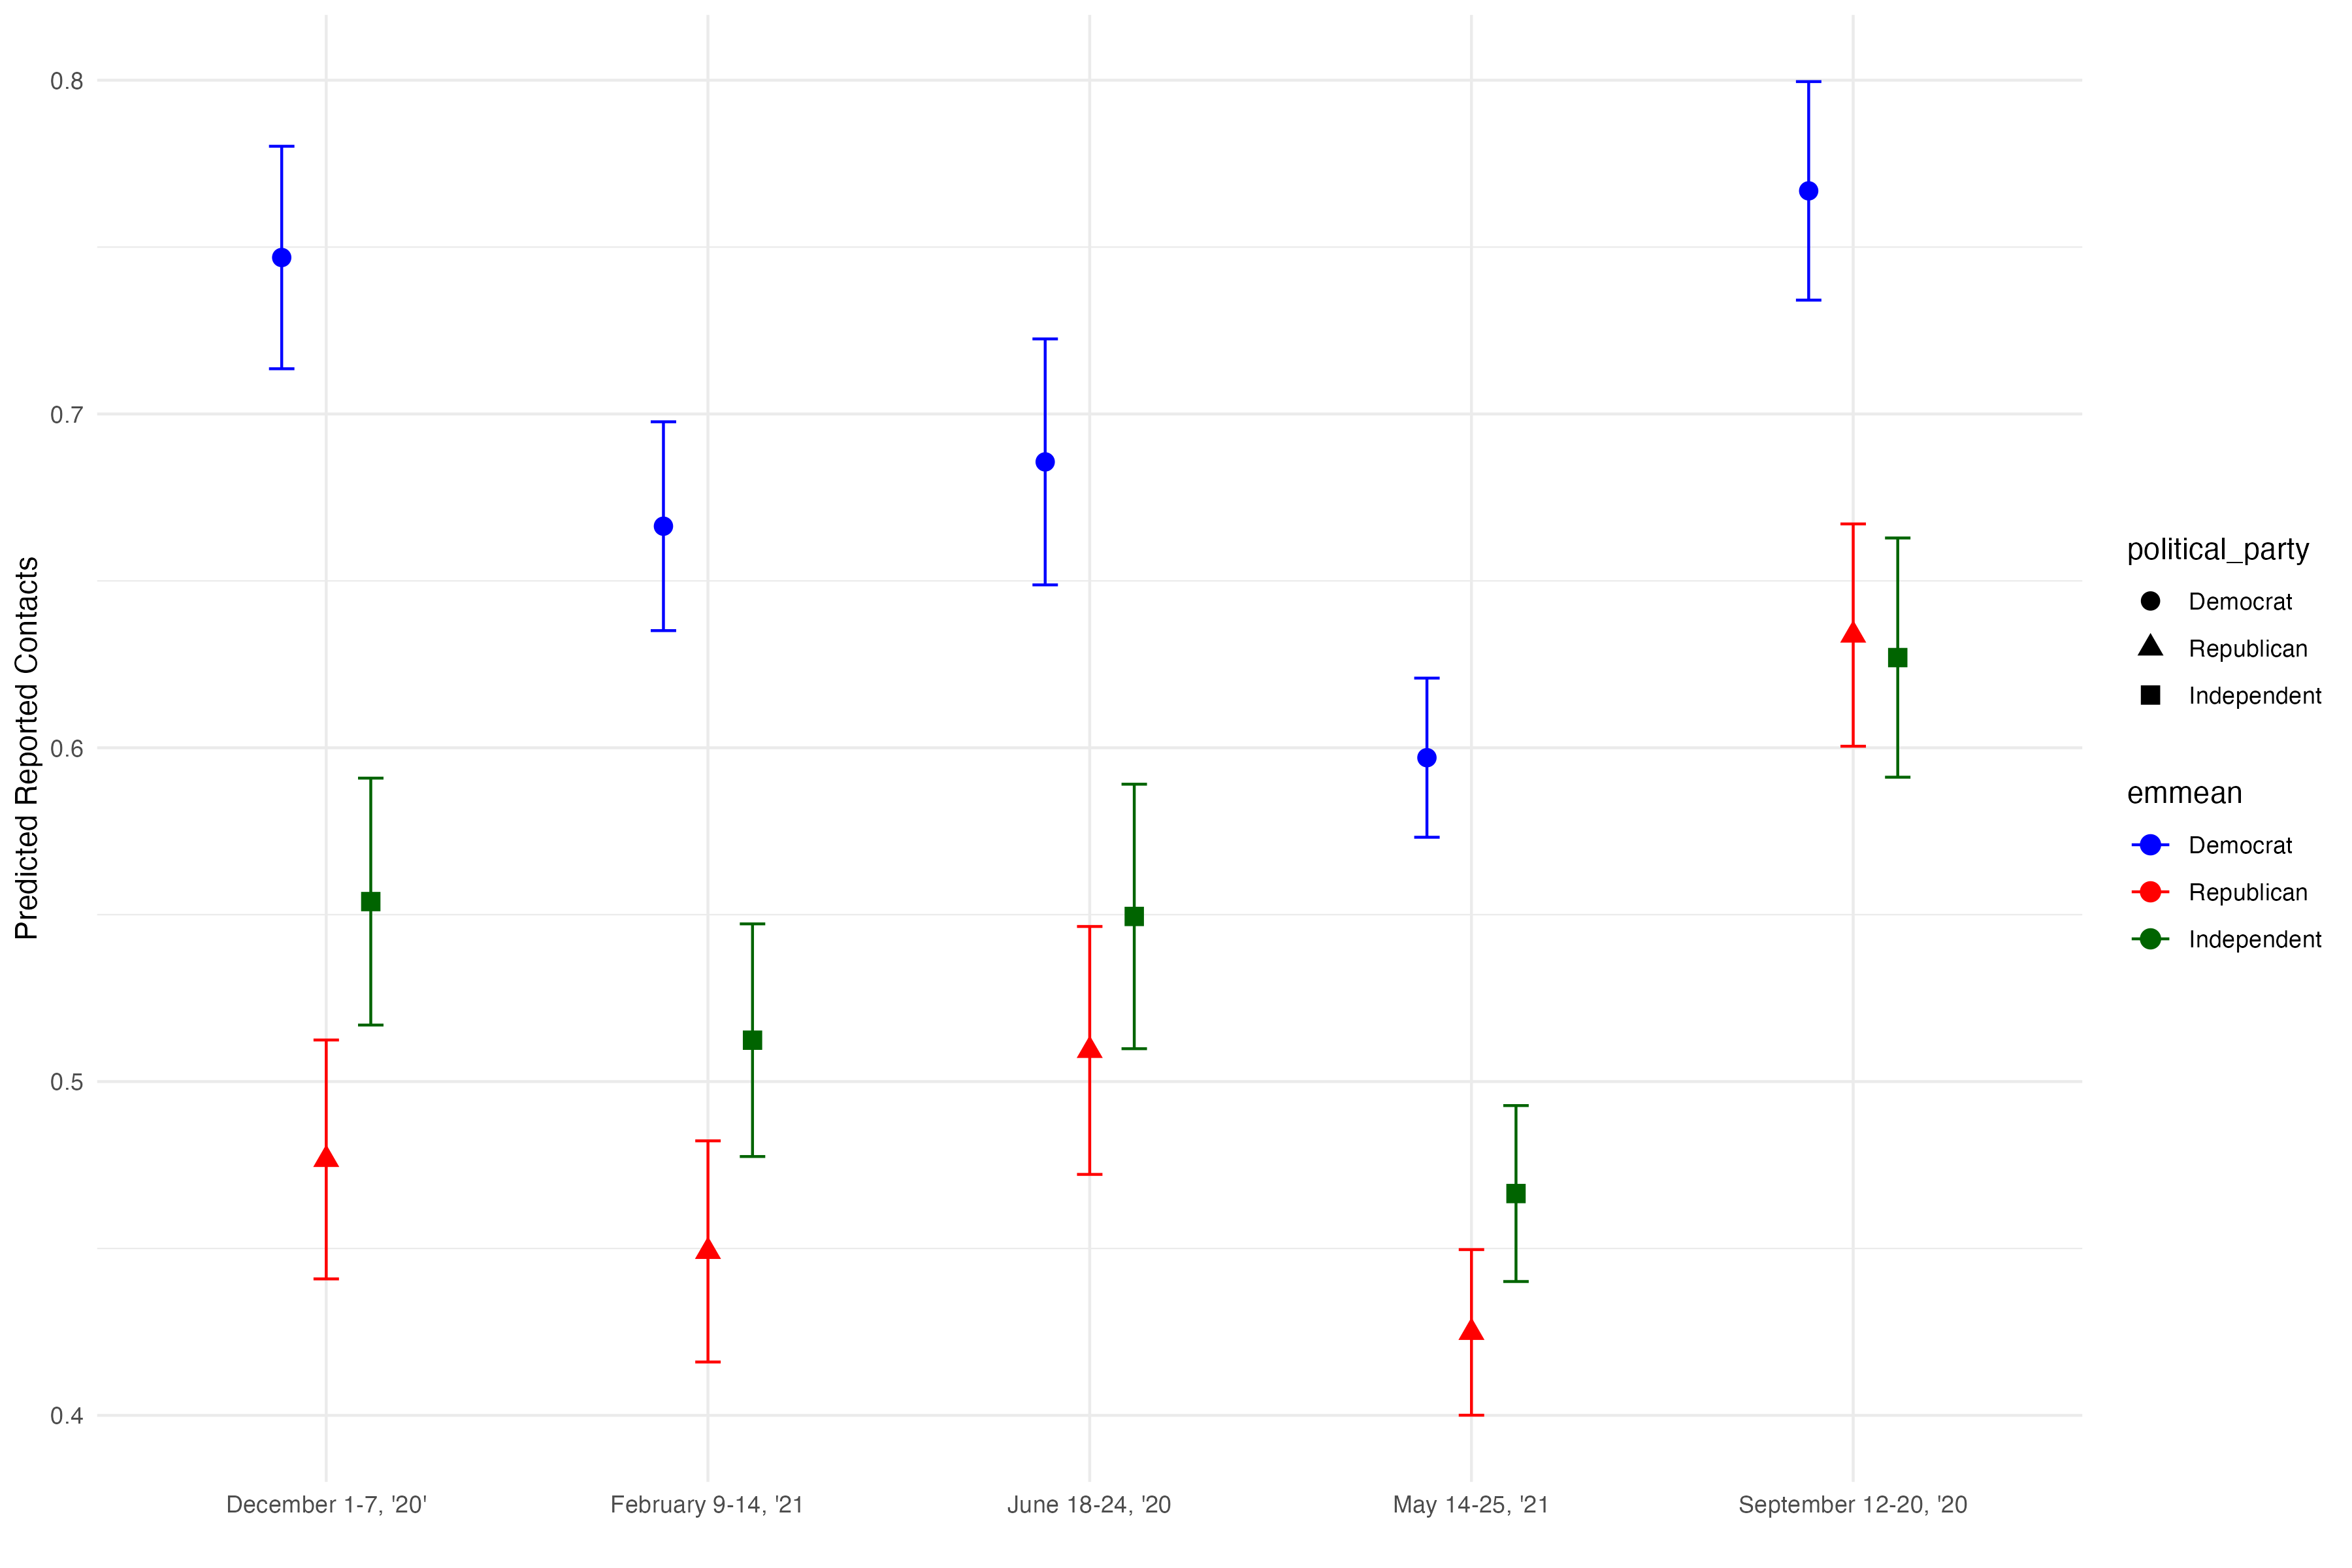 Predicted Reported Contacts
0.8
0.7
0.6
0.5
0.4
December 1-7, '20'
February 9-14, '21
June 18-24, '20
May 14-25, '21
September 12-20, '20
political_party
Democrat
Republican
Independent
emmean
Democrat
Republican
Independent